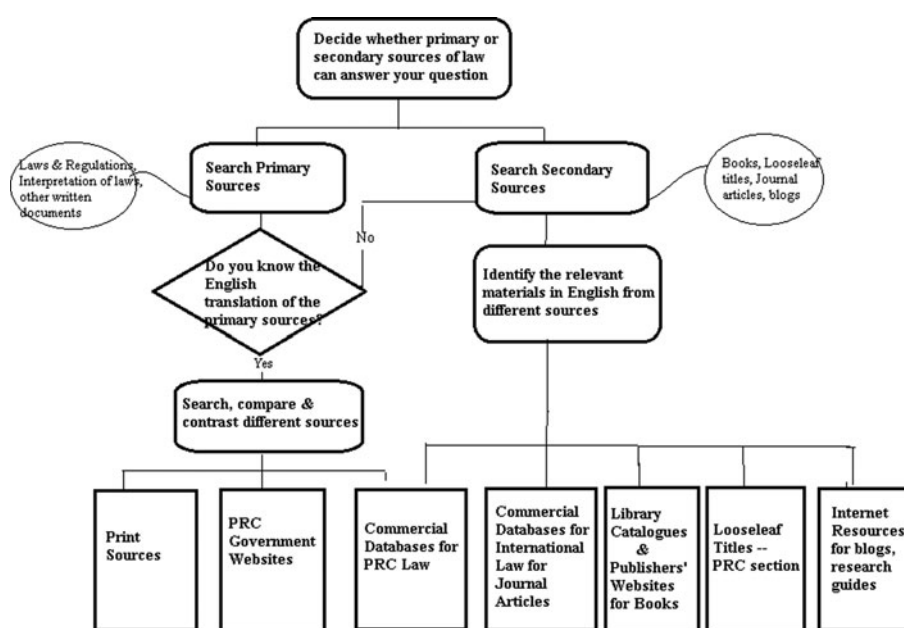 Decide whether primary or
secondary sources of law
can answer your question
Laws & Regulations,
Interpretation of laws,
other written
documents
Search Primary
Sources
Search Secondary
Sources
Books, Looseleaf
titles, Journal
articles, blogs
No
Do you know the
English
translation of the
primary sources?
Identify the relevant
materials in English from
different sources
Yes
Search, compare &
contrast different sources
Print
Sources
PRC
Government
Websites
Commercial
Databases for
PRC Law
Commercial
Databases for
International
Law for
Journal
Articles
Library
Catalogues
&
Publishers'
Websites
for Books
Looseleaf
Titles --
PRC section
Internet
Resources
for blogs,
research
guides